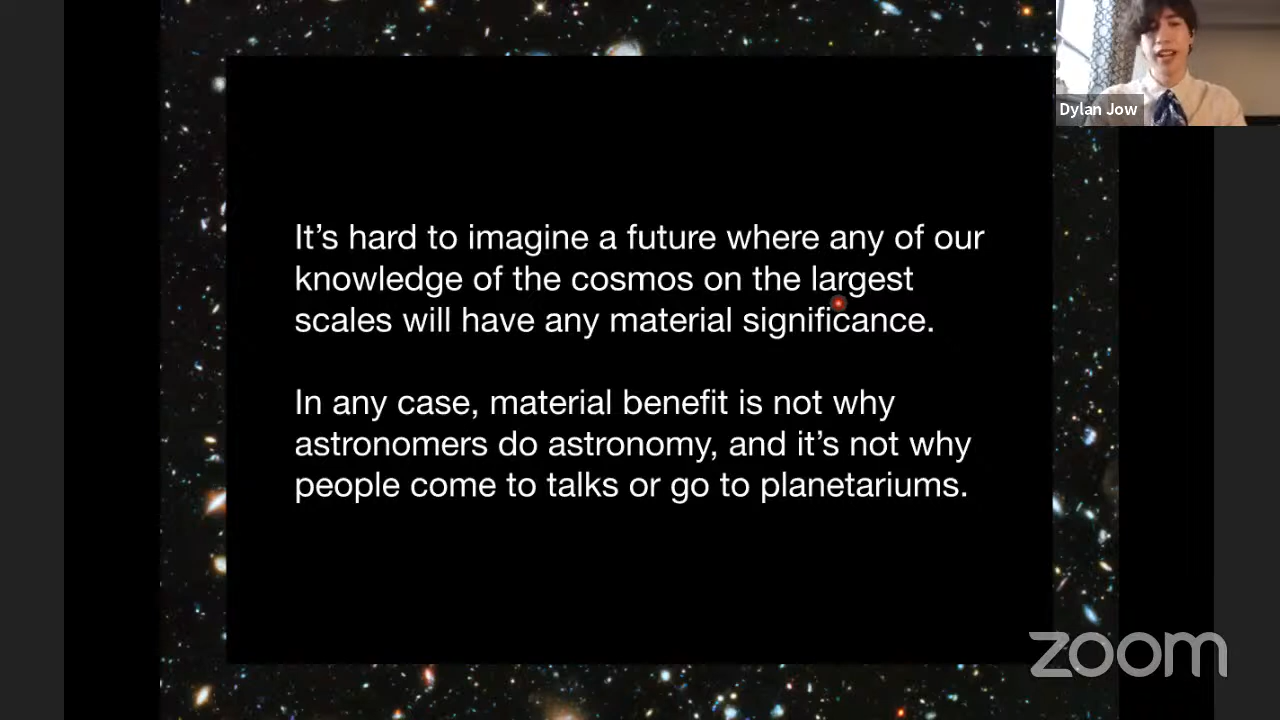 Dylan Jow
It’s hard to imagine a future where any of our
knowledge of the cosmos on the largest
scales will have any material significance.
In any case, material benefit is not why
astronomers do astronomy, and it’s not why
people come to talks or go to planetariums.
zoom